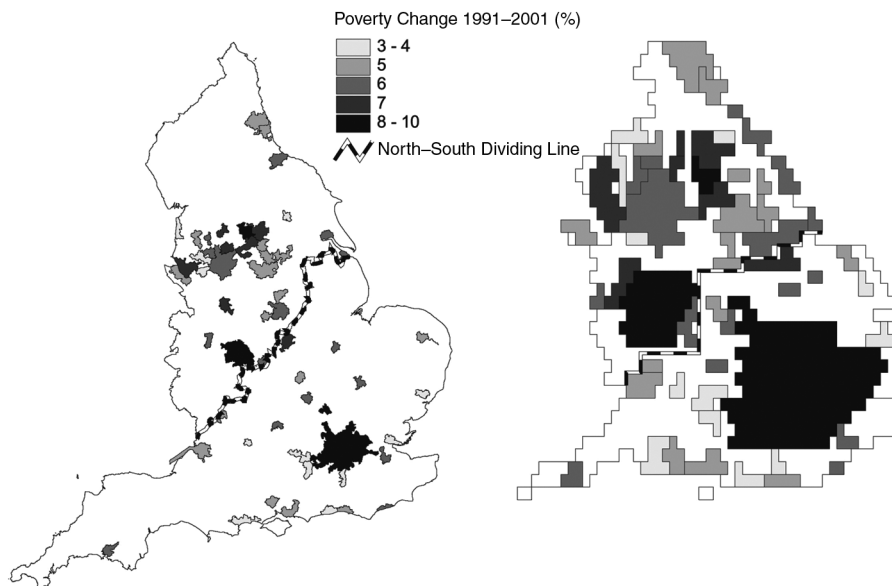 Poverty Change 1991–2001 (%)
3 - 4
5
6
7
8 - 10
North–South Dividing Line